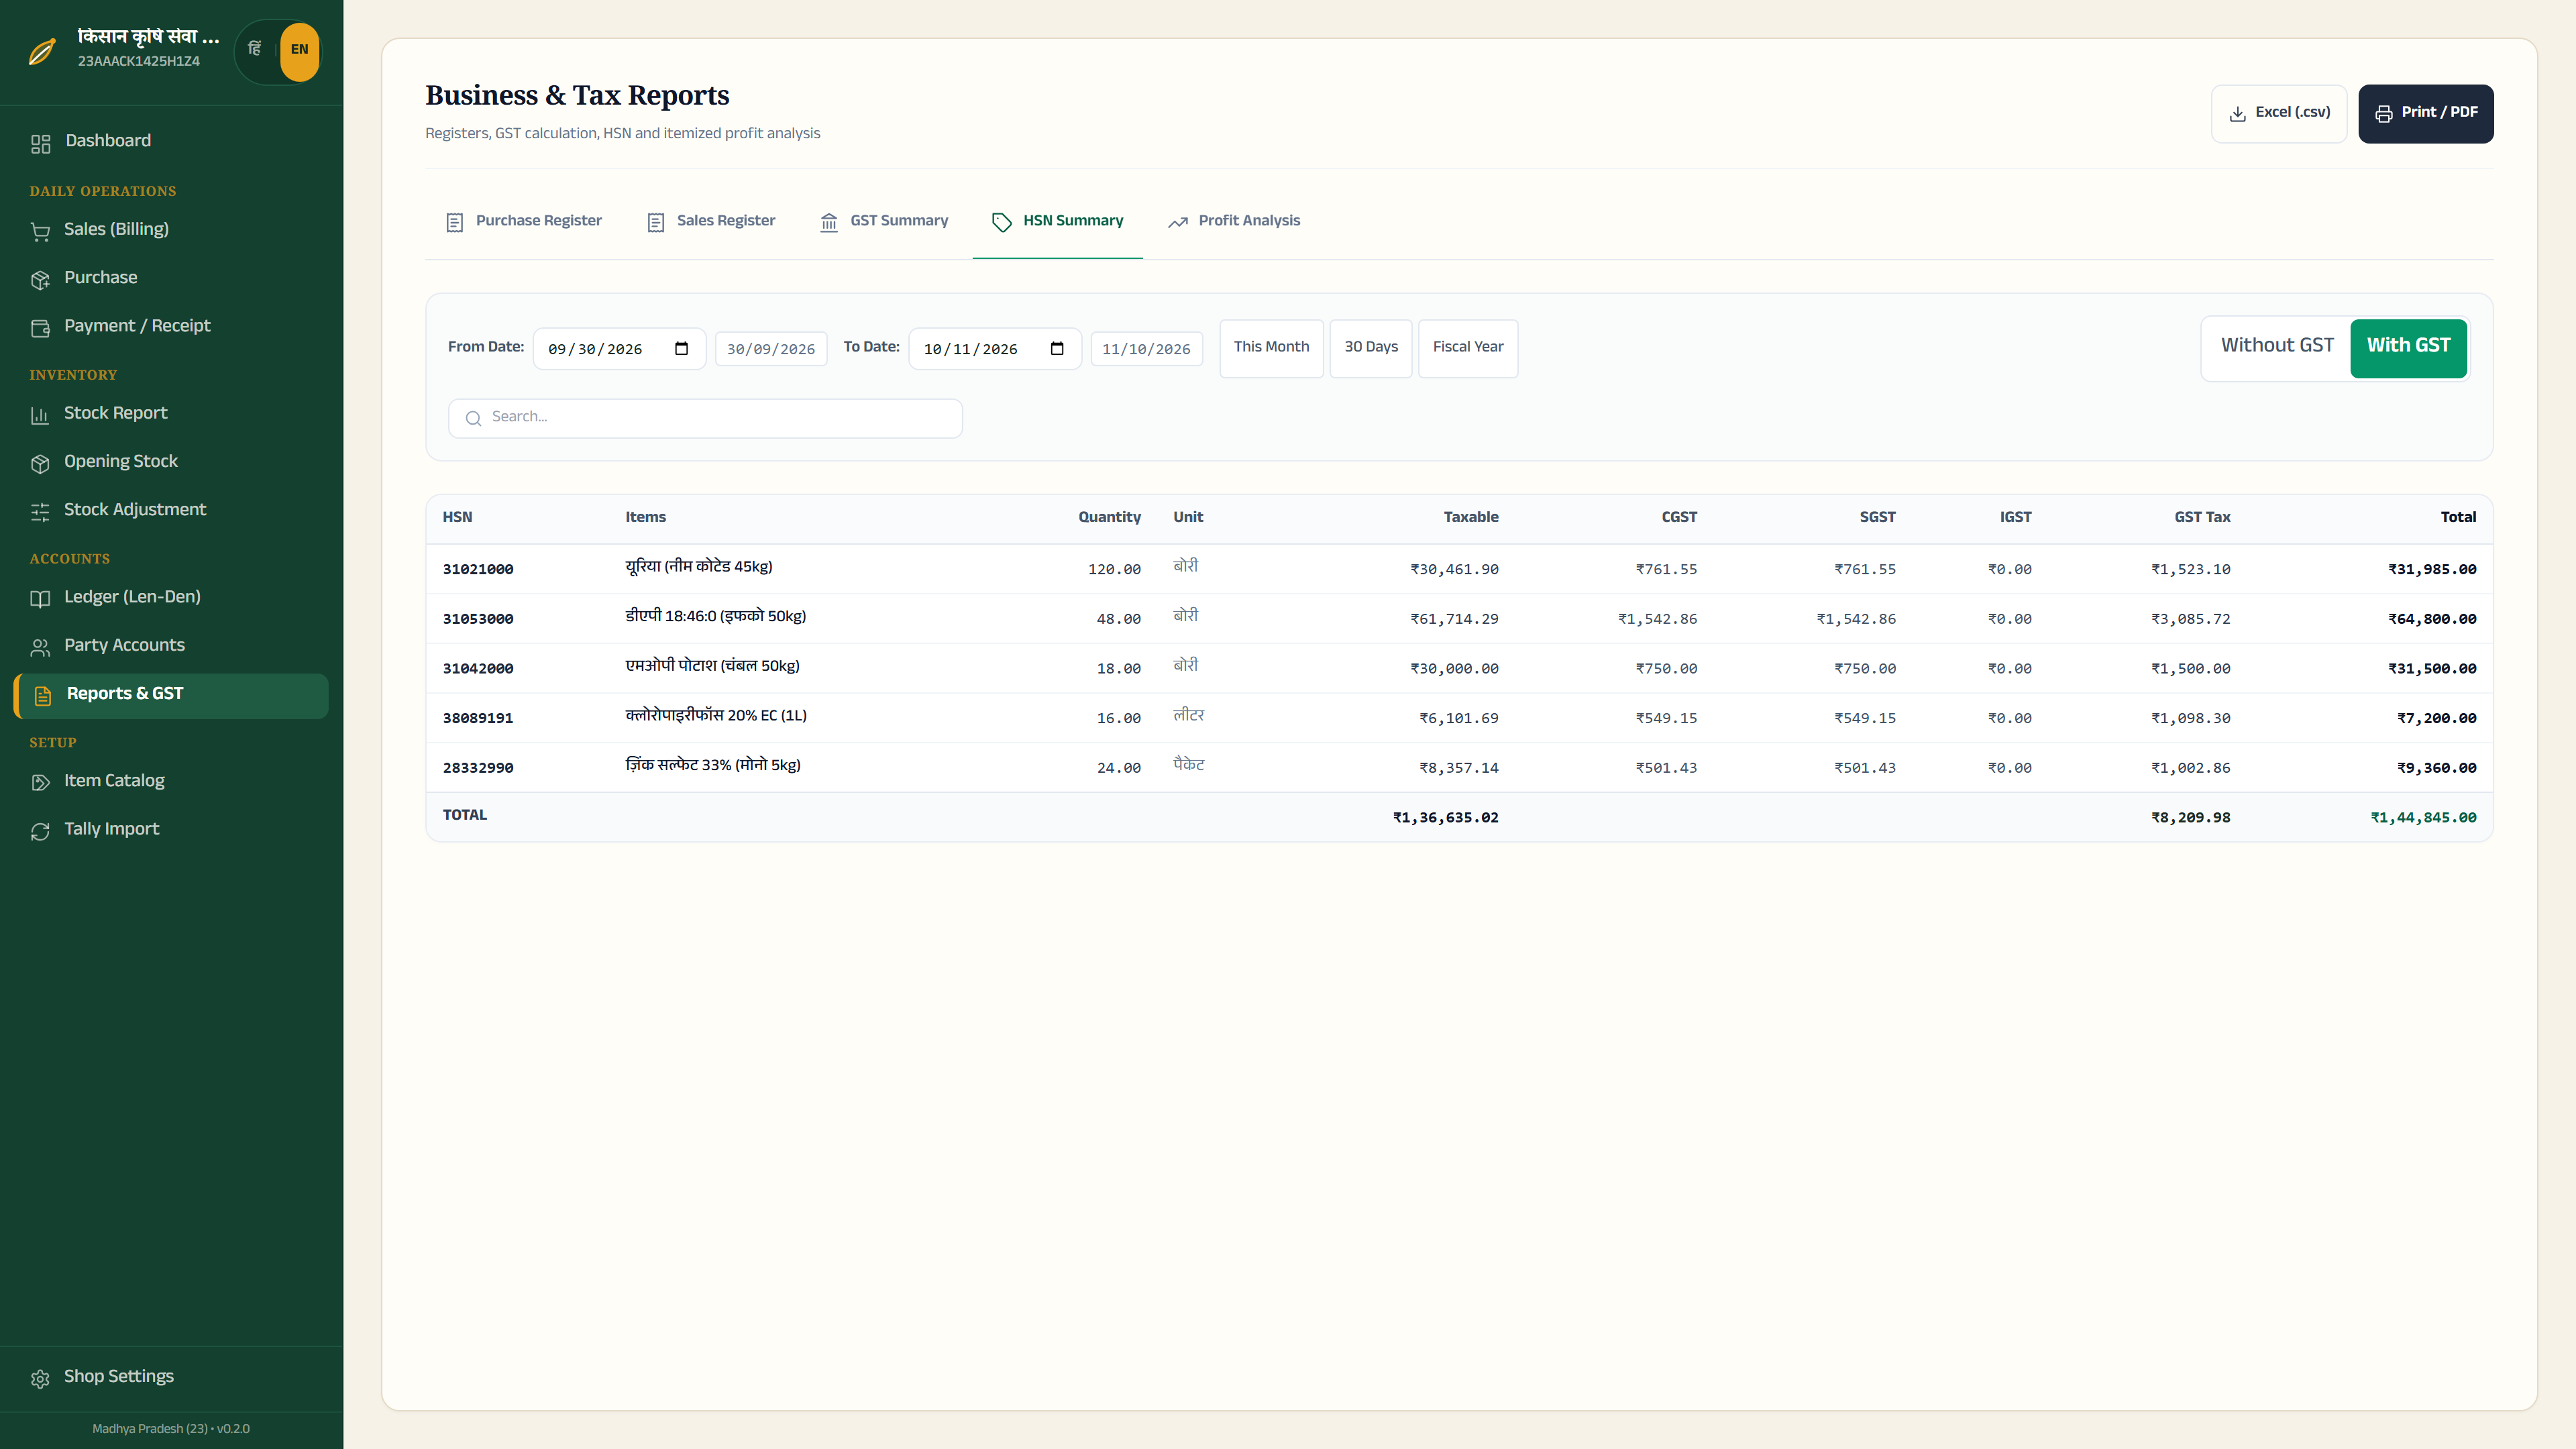 किसान कृषि सेवा ...
23AAACK1425H1Z4
हिं
EN
Dashboard
DAILY OPERATIONS
Sales (Billing)
Purchase
Payment / Receipt
INVENTORY
Stock Report
Opening Stock
Stock Adjustment
ACCOUNTS
Ledger (Len-Den)
Party Accounts
Reports & GST
SETUP
Item Catalog
Tally Import
Shop Settings
Madhya Pradesh (23) • v0.2.0
Business & Tax Reports
Registers, GST calculation, HSN and itemized profit analysis
Excel (.csv) Print / PDF
Purchase Register Sales Register GST Summary HSN Summary Profit Analysis
From Date: 09/30/2026 30/09/2026 To Date: 10/11/2026 11/10/2026 This Month 30 Days Fiscal Year Without GST With GST
Search...
HSN Items Quantity Unit Taxable CGST SGST IGST GST Tax Total
31021000 यूरिया (नीम कोटेड 45kg) 120.00 बोरी ₹30,461.90 ₹761.55 ₹761.55 ₹0.00 ₹1,523.10 ₹31,985.00
31053000 डीएपी 18:46:0 (इफको 50kg) 48.00 बोरी ₹61,714.29 ₹1,542.86 ₹1,542.86 ₹0.00 ₹3,085.72 ₹64,800.00
31042000 एमओपी पोटाश (चंबल 50kg) 18.00 बोरी ₹30,000.00 ₹750.00 ₹750.00 ₹0.00 ₹1,500.00 ₹31,500.00
38089191 क्लोरोपाइरीफॉस 20% EC (1L) 16.00 लीटर ₹6,101.69 ₹549.15 ₹549.15 ₹0.00 ₹1,098.30 ₹7,200.00
28332990 ज़िंक सल्फेट 33% (मोनो 5kg) 24.00 पैकेट ₹8,357.14 ₹501.43 ₹501.43 ₹0.00 ₹1,002.86 ₹9,360.00
TOTAL ₹1,36,635.02 ₹8,209.98 ₹1,44,845.00